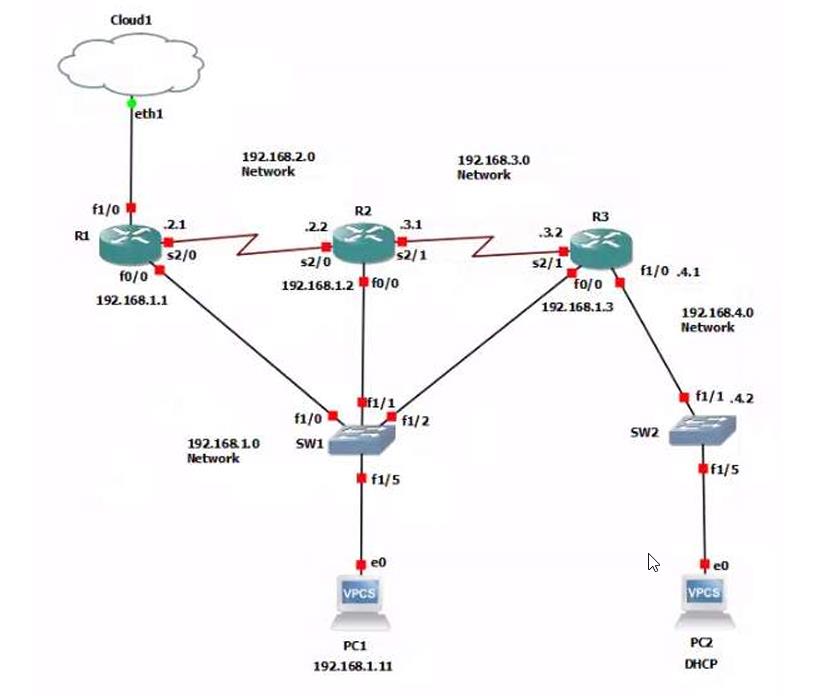 Cloud1
eth1
192.168.2.0
Network
192.168.3.0
Network
f1/0
R1
.2.1
s2/0
f0/0
192.168.1.1
R2
.2.2
.3.1
s2/0
s2/1
192.168.1.2
f0/0
R3
.3.2
s2/1
f0/0
192.168.1.3
f1/0 .4.1
192.168.4.0
Network
f1/0
f1/1
f1/2
SW1
192.168.1.0
Network
f1/5
f1/1 .4.2
SW2
f1/5
e0
VPCS
PC1
192.168.1.11
e0
VPCS
PC2
DHCP